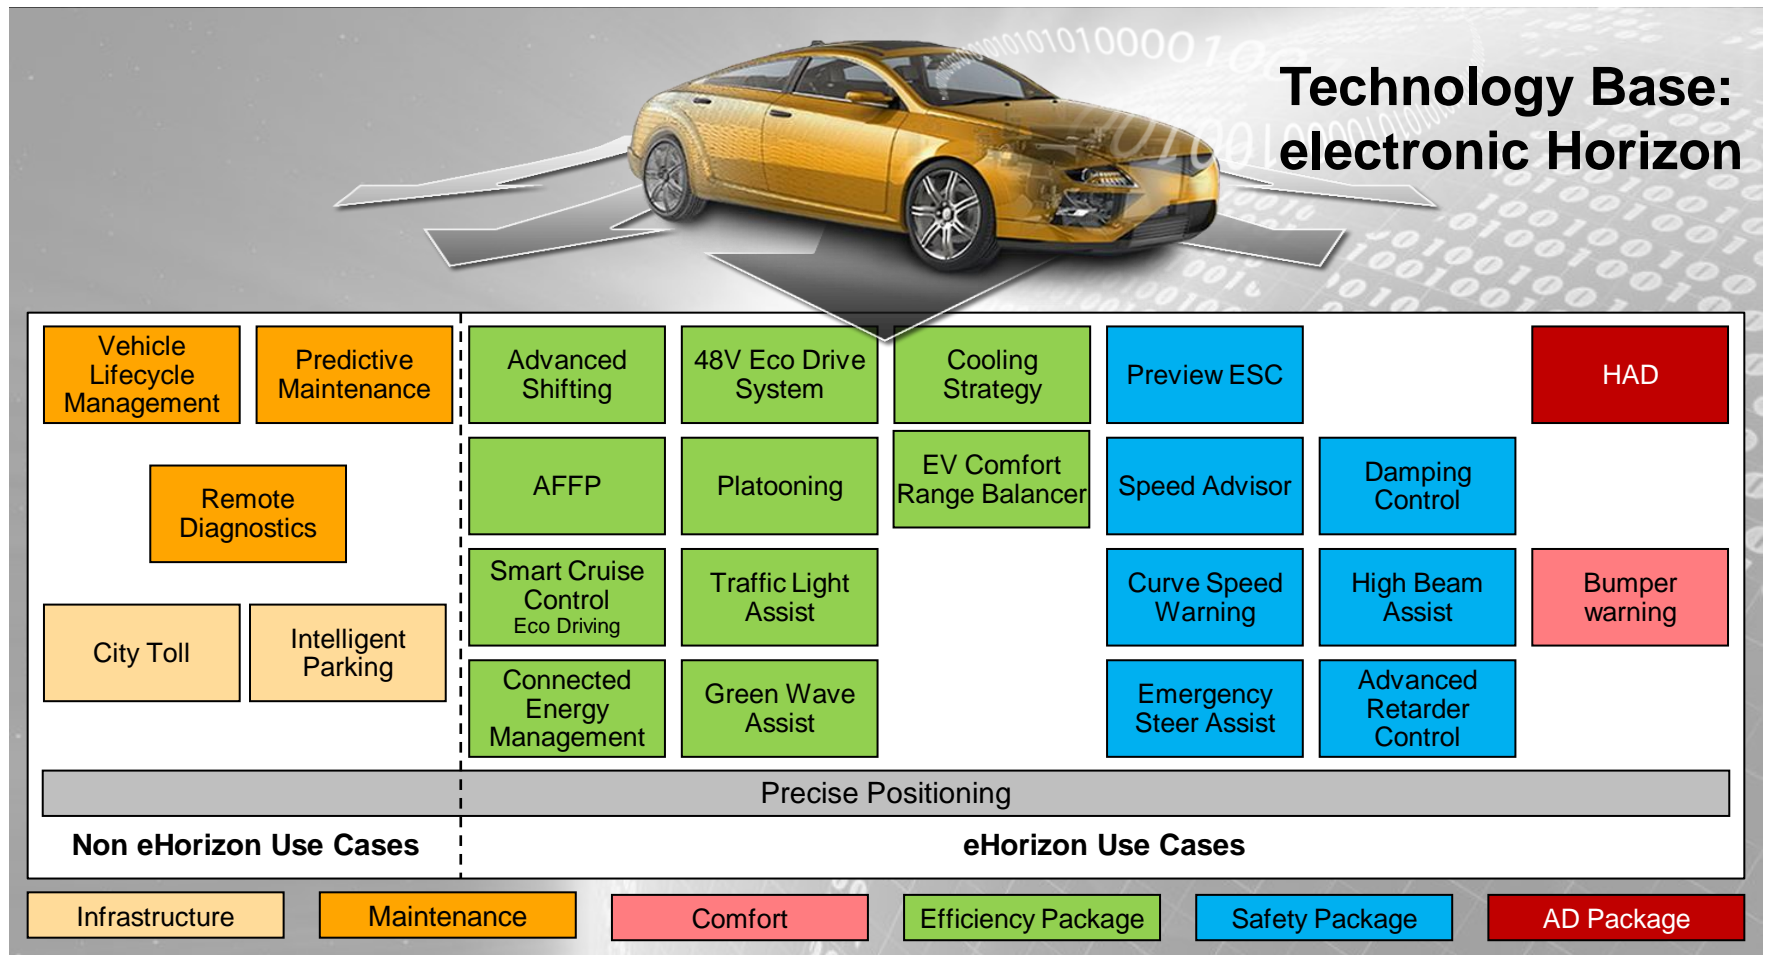 Technology Base:
electronic Horizon
Vehicle
Lifecycle
Management
Predictive
Maintenance
Advanced
Shifting
48V Eco Drive
System
Cooling
Strategy
Preview ESC
HAD
Remote
Diagnostics
AFFP
Platooning
EV Comfort
Range Balancer
Speed Advisor
Damping
Control
City Toll
Intelligent
Parking
Smart Cruise
Control
Eco Driving
Traffic Light
Assist
Curve Speed
Warning
High Beam
Assist
Bumper
warning
Connected
Energy
Management
Green Wave
Assist
Emergency
Steer Assist
Advanced
Retarder
Control
Precise Positioning
Non eHorizon Use Cases
eHorizon Use Cases
Infrastructure
Maintenance
Comfort
Efficiency Package
Safety Package
AD Package